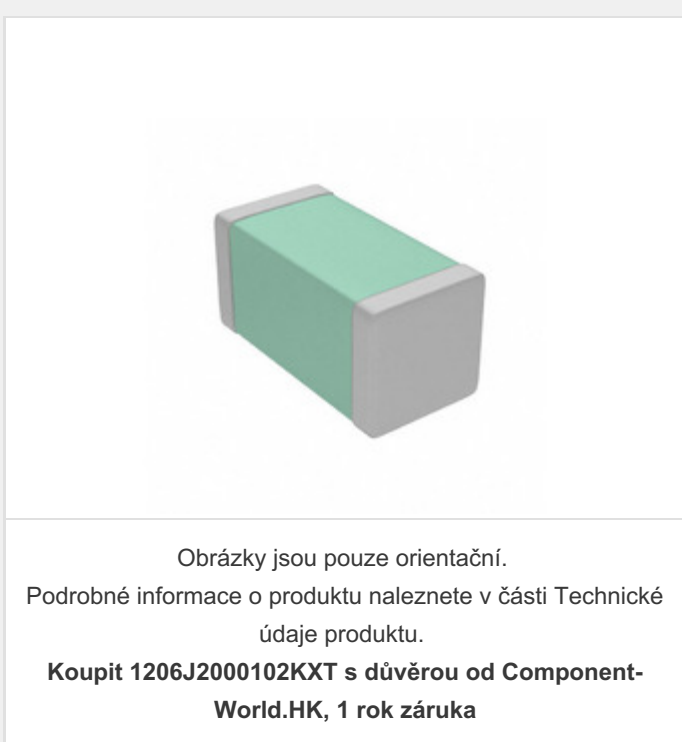 Obrázky jsou pouze orientační.
Podrobné informace o produktu naleznete v části Technické
údaje produktu.
Koupit 1206J2000102KXT s důvěrou od Component-
World.HK, 1 rok záruka